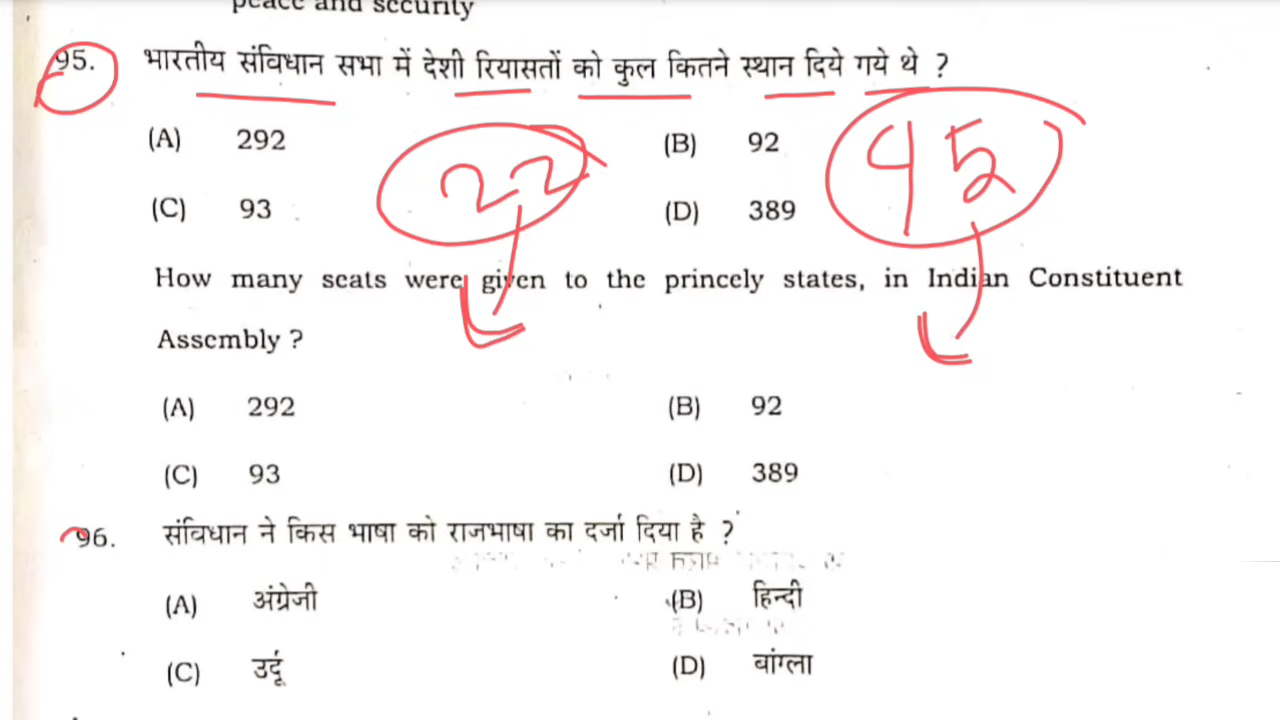 peace and security
95. भारतीय संविधान सभा में देशी रियासतों को कुल कितने स्थान दिये गये थे ?
(A) 292 (B) 92
(C) 93 (D) 389
22
45
How many seats were given to the princely states, in Indian Constituent
Assembly ?
(A) 292 (B) 92
(C) 93 (D) 389
96. संविधान ने किस भाषा को राजभाषा का दर्जा दिया है ?
(A) अंग्रेजी (B) हिन्दी
(C) उर्दू (D) बांग्ला